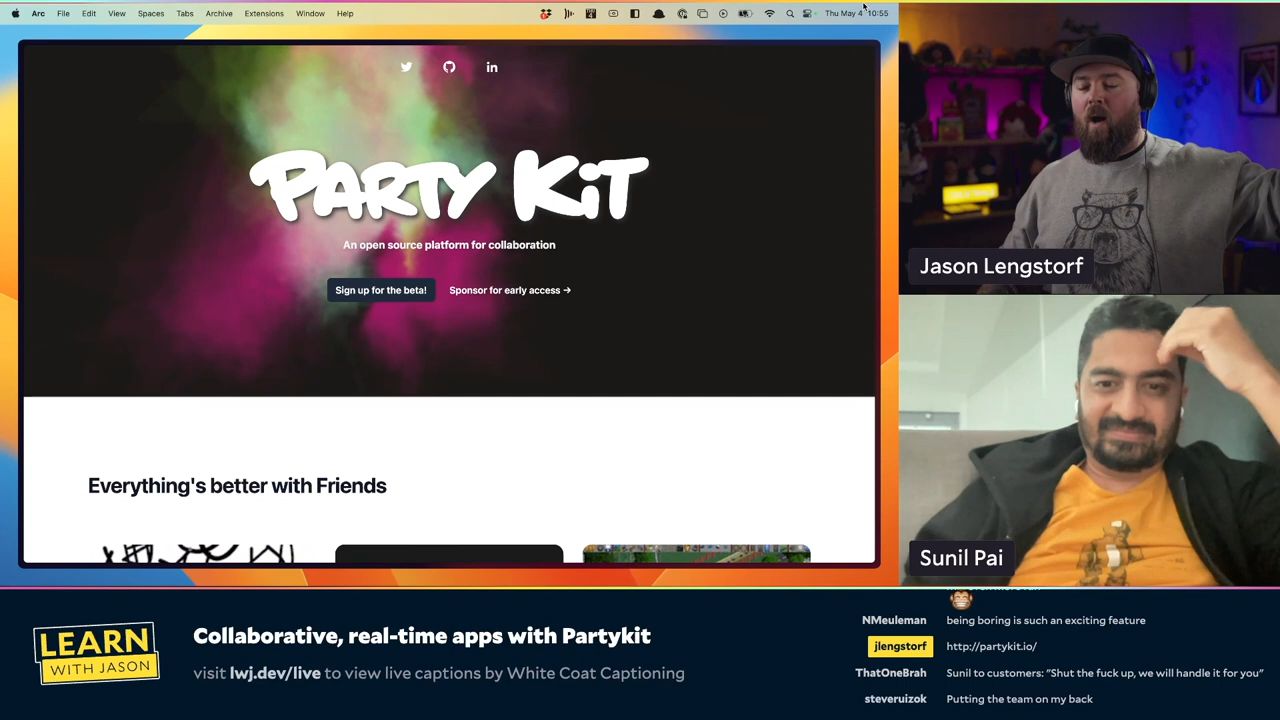 Arc File Edit View Spaces Tabs Archive Extensions Window Help
Thu May 4 10:55
PARTY KiT
An open source platform for collaboration
Sign up for the beta!
Sponsor for early access →
Everything's better with Friends
Jason Lengstorf
Sunil Pai
LEARN
WITH JASON
Collaborative, real-time apps with Partykit
visit lwj.dev/live to view live captions by White Coat Captioning
NMeuleman being boring is such an exciting feature
jlengstorf http://partykit.io/
ThatOneBrah Sunil to customers: “Shut the fuck up, we will handle it for you”
steveruizok Putting the team on my back